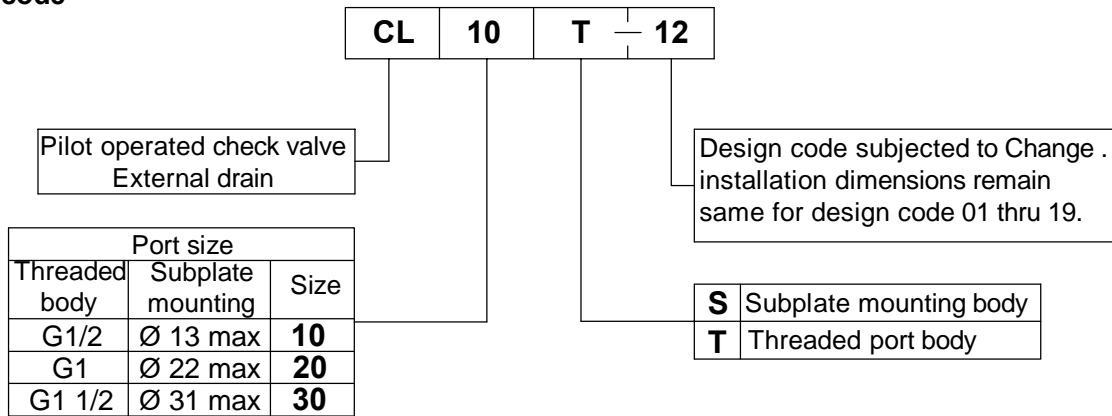 CL 10 T — 12
Pilot operated check valve
External drain
Design code subjected to Change .
installation dimensions remain
same for design code 01 thru 19.
Port size
Threaded body Subplate mounting Size
G1/2 Ø 13 max 10
G1 Ø 22 max 20
G1 1/2 Ø 31 max 30
S Subplate mounting body
T Threaded port body